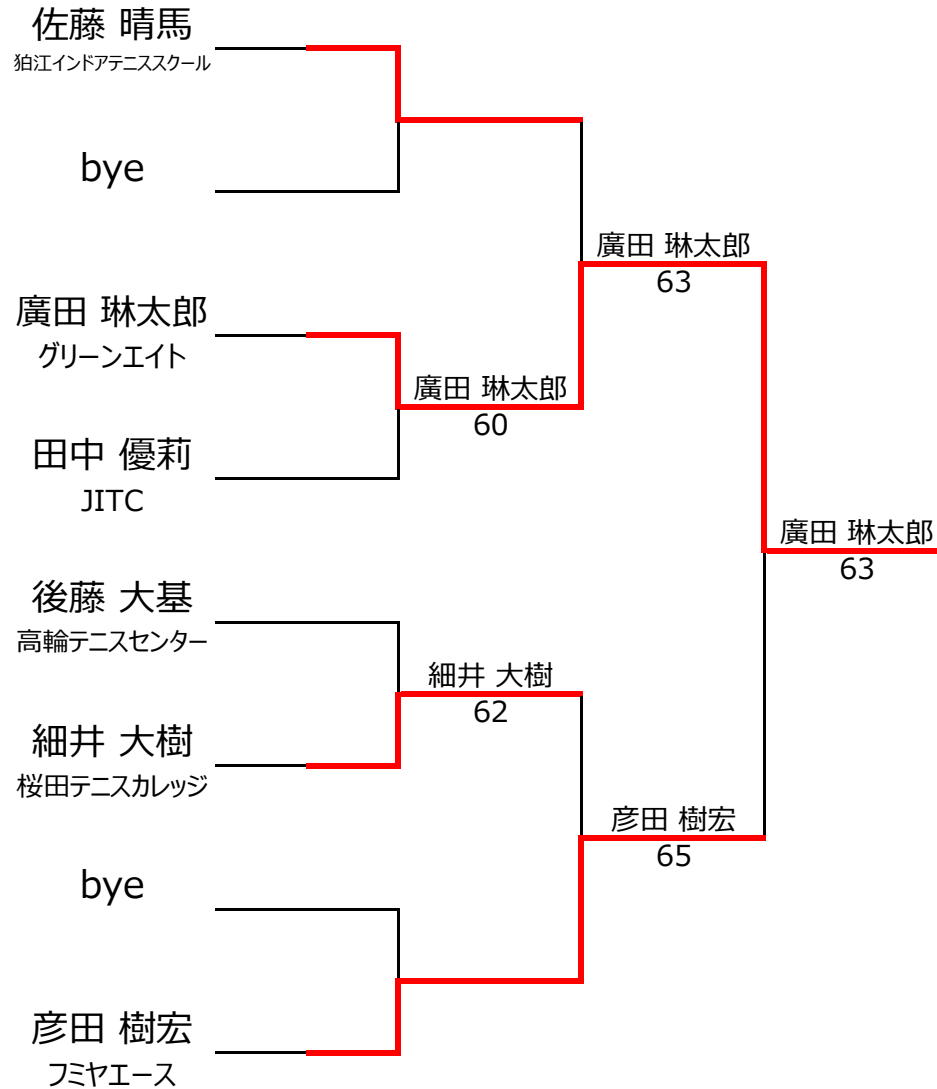 佐藤 晴馬
狛江インドアテニススクール
bye
廣田 琳太郎
63
廣田 琳太郎
グリーンエイト
廣田 琳太郎
60
田中 優莉
JITC
廣田 琳太郎
63
後藤 大基
高輪テニスセンター
細井 大樹
62
細井 大樹
桜田テニスカレッジ
彦田 樹宏
65
bye
彦田 樹宏
フミヤエース